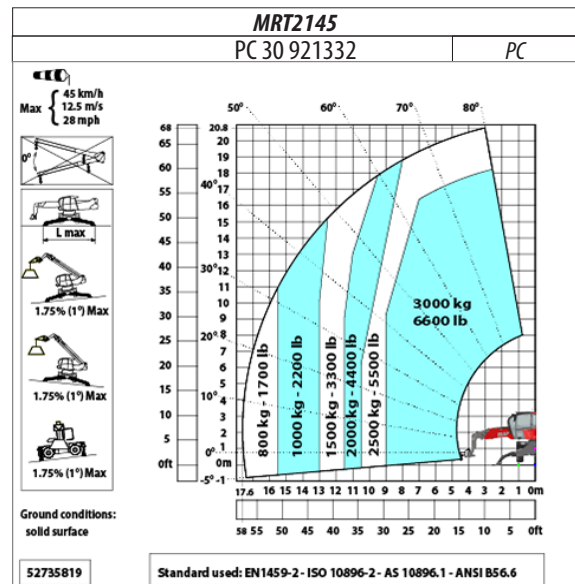 MRT2145
PC 30 921332
PC
Max
45 km/h
12.5 m/s
28 mph
0°
L max
1.75% (1°) Max
1.75% (1°) Max
1.75% (1°) Max
Ground conditions:
solid surface
50° 60° 70° 80°
40°
30°
20°
10°
0°
-5°
68
65
60
55
50
45
40
35
30
25
20
15
10
5
0ft
20.8
20
19
18
17
16
15
14
13
12
11
10
9
8
7
6
5
4
3
2
1
0m
-1
800 kg - 1700 lb
1000 kg - 2200 lb
1500 kg - 3300 lb
2000 kg - 4400 lb
2500 kg - 5500 lb
3000 kg
6600 lb
17.6 16 15 14 13 12 11 10 9 8 7 6 5 4 3 2 1 0m
58 55 50 45 40 35 30 25 20 15 10 5 0ft
52735819
Standard used: EN1459-2 - ISO 10896-2 - AS 10896.1 - ANSI B56.6